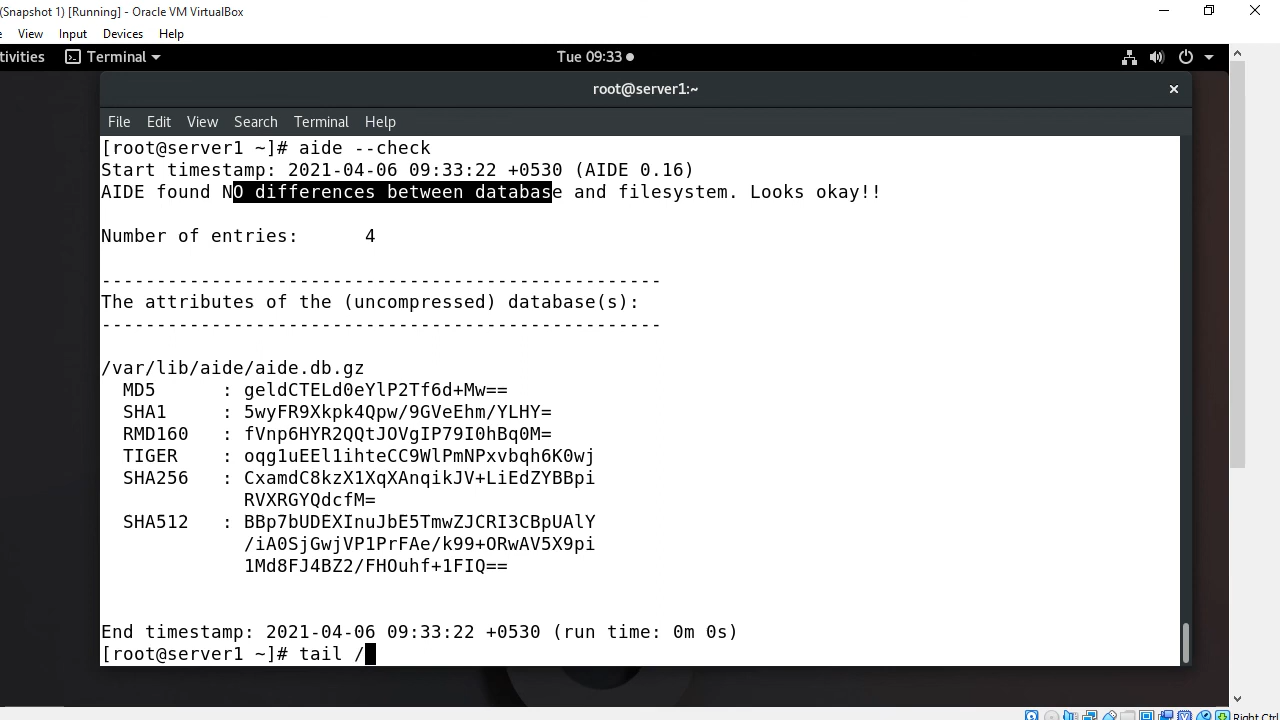 (Snapshot 1) [Running] - Oracle VM VirtualBox
View Input Devices Help
tivities Terminal Tue 09:33
root@server1:~
File Edit View Search Terminal Help
[root@server1 ~]# aide --check
Start timestamp: 2021-04-06 09:33:22 +0530 (AIDE 0.16)
AIDE found NO differences between database and filesystem. Looks okay!!
Number of entries: 4
---------------------------------------------------
The attributes of the (uncompressed) database(s):
---------------------------------------------------
/var/lib/aide/aide.db.gz
MD5 : geldCTELd0eYlP2Tf6d+Mw==
SHA1 : 5wyFR9Xkpk4Qpw/9GVeEhm/YLHY=
RMD160 : fVnp6HYR2QQtJOVgIP79I0hBq0M=
TIGER : oqg1uEEl1ihteCC9WlPmNPxvbqh6K0wj
SHA256 : CxamdC8kzX1XqXAnqikJV+LiEdZYBBpi
RVXRGYQdcfM=
SHA512 : BBp7bUDEXInuJbE5TmwZJCRI3CBpUAlY
/iA0SjGwjVP1PrFAe/k99+ORwAV5X9pi
1Md8FJ4BZ2/FHOuhf+1FIQ==
End timestamp: 2021-04-06 09:33:22 +0530 (run time: 0m 0s)
[root@server1 ~]# tail /
Right Ctrl